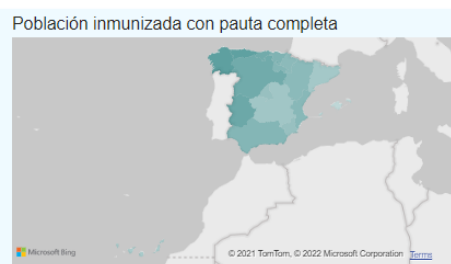 Población inmunizada con pauta completa
Microsoft Bing
© 2021 TomTom, © 2022 Microsoft Corporation Terms